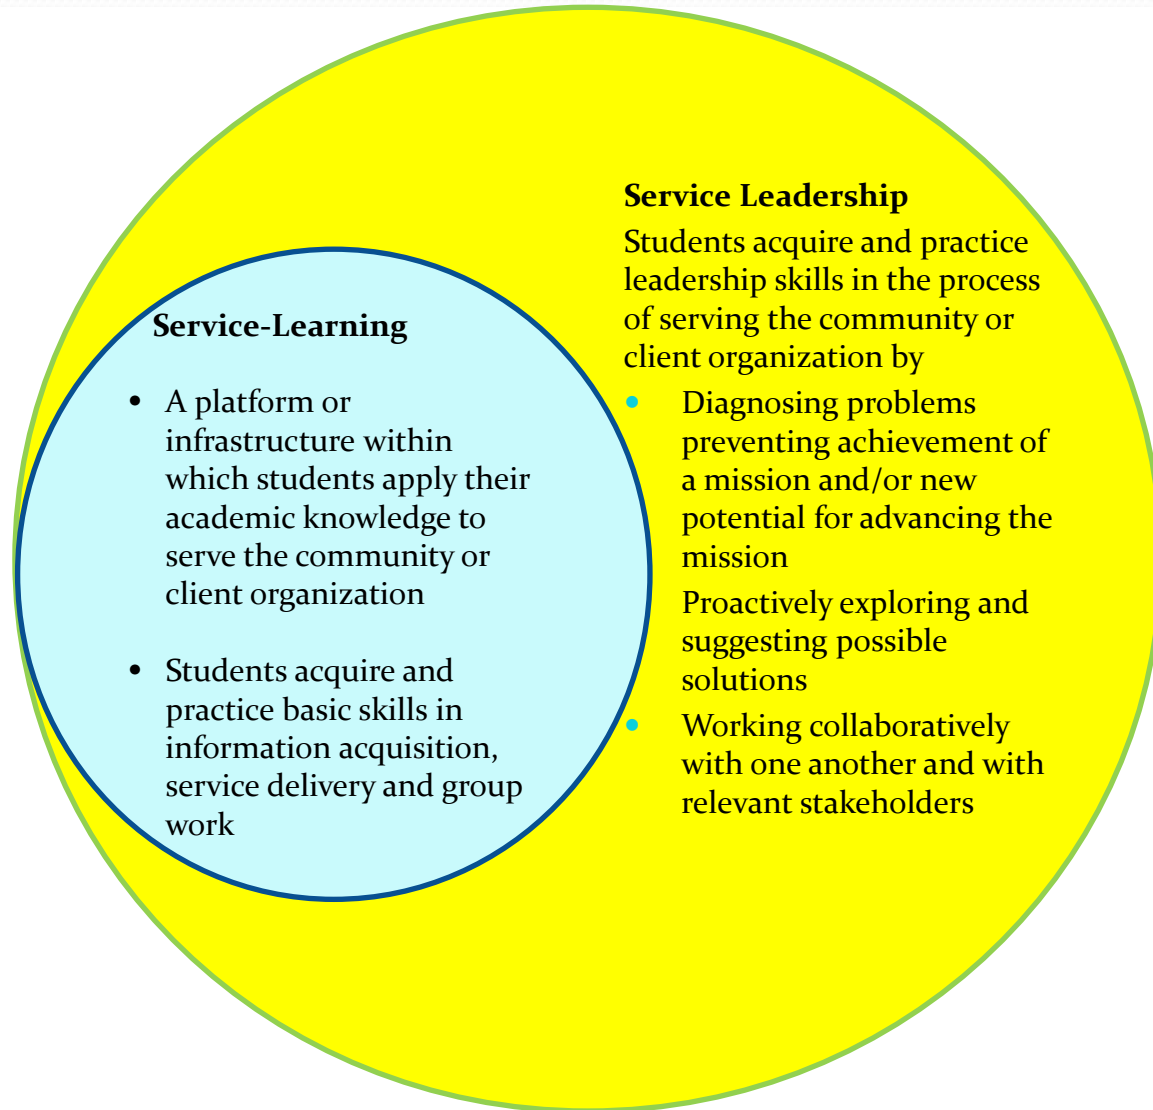 Service-Learning
• A platform or
infrastructure within
which students apply their
academic knowledge to
serve the community or
client organization
• Students acquire and
practice basic skills in
information acquisition,
service delivery and group
work
Service Leadership
Students acquire and practice
leadership skills in the process
of serving the community or
client organization by
• Diagnosing problems
preventing achievement of
a mission and/or new
potential for advancing the
mission
Proactively exploring and
suggesting possible
solutions
• Working collaboratively
with one another and with
relevant stakeholders